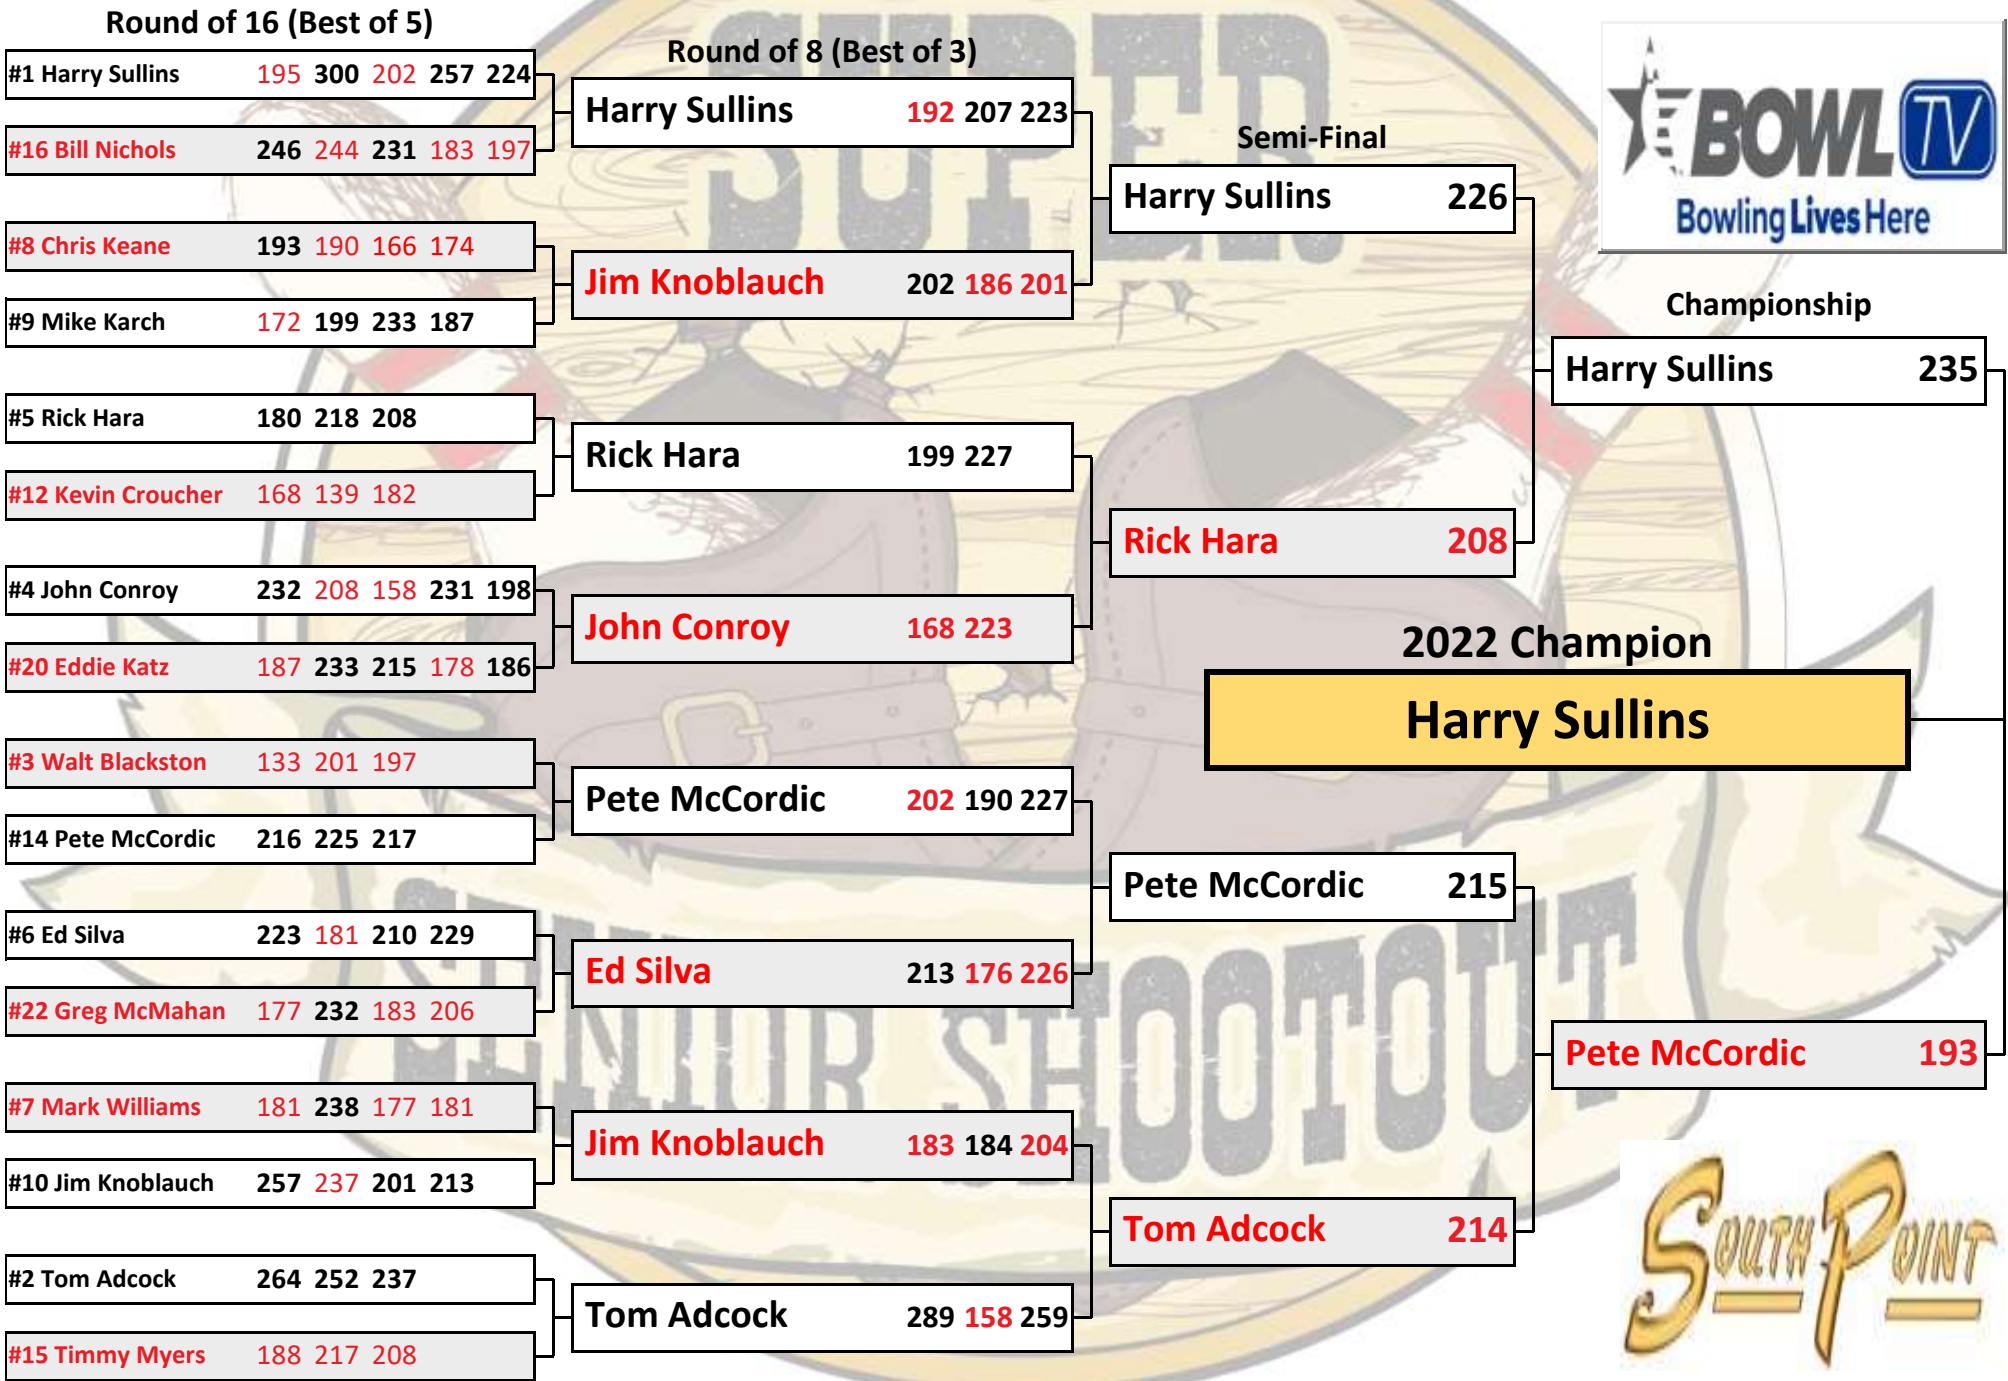 Round of 16 (Best of 5)
#1 Harry Sullins 195 300 202 257 224
#16 Bill Nichols 246 244 231 183 197
#8 Chris Keane 193 190 166 174
#9 Mike Karch 172 199 233 187
#5 Rick Hara 180 218 208
#12 Kevin Croucher 168 139 182
#4 John Conroy 232 208 158 231 198
#20 Eddie Katz 187 233 215 178 186
#3 Walt Blackston 133 201 197
#14 Pete McCordic 216 225 217
#6 Ed Silva 223 181 210 229
#22 Greg McMahan 177 232 183 206
#7 Mark Williams 181 238 177 181
#10 Jim Knoblauch 257 237 201 213
#2 Tom Adcock 264 252 237
#15 Timmy Myers 188 217 208
Round of 8 (Best of 3)
Harry Sullins 192 207 223
Jim Knoblauch 202 186 201
Rick Hara 199 227
John Conroy 168 223
Pete McCordic 202 190 227
Ed Silva 213 176 226
Jim Knoblauch 183 184 204
Tom Adcock 289 158 259
Semi-Final
Harry Sullins 226
Rick Hara 208
Pete McCordic 215
Tom Adcock 214
Championship
Harry Sullins 235
Pete McCordic 193
2022 Champion
Harry Sullins
BOWL TV
Bowling Lives Here
SOUTH POINT
SUPER
SENIOR SHOOTOUT